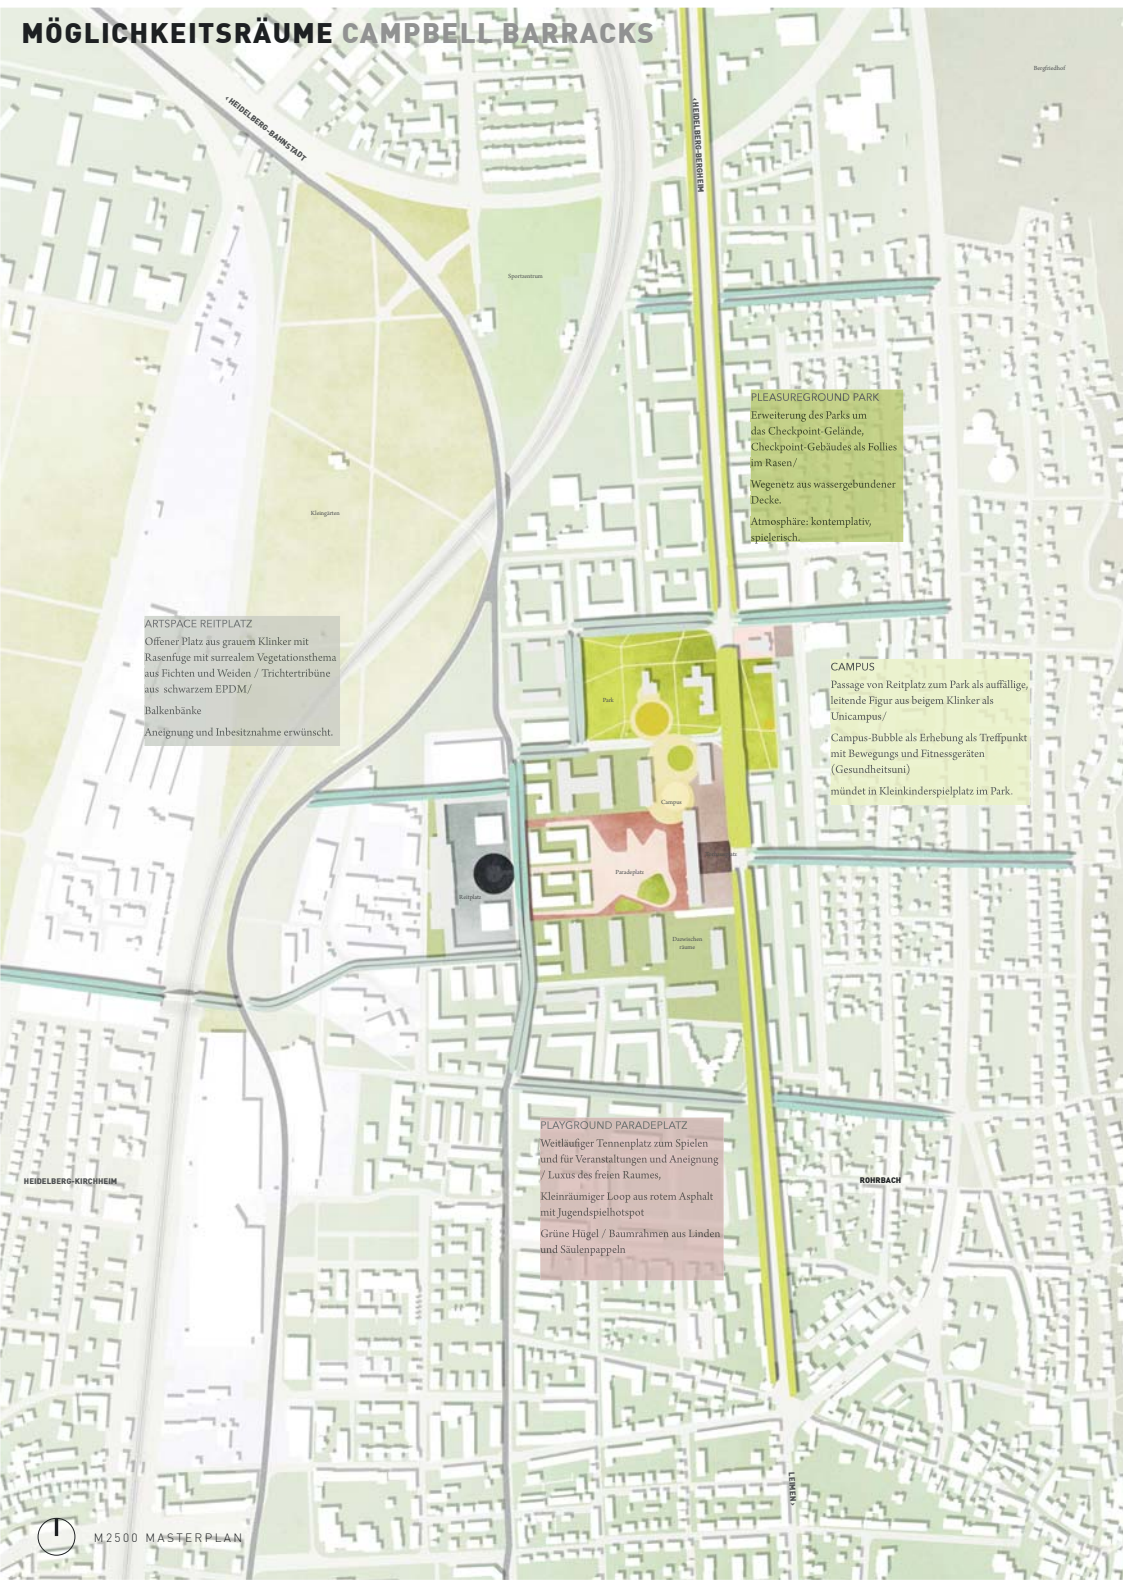 MÖGLICHKEITSRÄUME CAMPBELL BARRACKS
Bergfriedhof
‹ HEIDELBERG-BAHNSTADT
‹ HEIDELBERG-BERGHEIM
Sportzentrum
PLEASUREGROUND PARK
Erweiterung des Parks um
das Checkpoint-Gelände,
Checkpoint-Gebäudes als Follies
im Rasen/
Wegenetz aus wassergebundener
Decke.
Atmosphäre: kontemplativ,
spielerisch.
Kleingärten
ARTSPACE REITPLATZ
Offener Platz aus grauem Klinker mit
Rasenfuge mit surrealem Vegetationsthema
aus Fichten und Weiden / Trichtertribüne
aus schwarzem EPDM/
Balkenbänke
Aneignung und Inbesitznahme erwünscht.
CAMPUS
Passage von Reitplatz zum Park als auffällige,
leitende Figur aus beigem Klinker als
Unicampus/
Campus-Bubble als Erhebung als Treffpunkt
mit Bewegungs und Fitnessgeräten
(Gesundheitsuni)
mündet in Kleinkinderspielplatz im Park.
Park
Campus
Paradeplatz
Reitplatz
Dazwischen
räume
PLAYGROUND PARADEPLATZ
Weitläufiger Tennenplatz zum Spielen
und für Veranstaltungen und Aneignung
/ Luxus des freien Raumes,
Kleinräumiger Loop aus rotem Asphalt
mit Jugendspielhotspot
Grüne Hügel / Baumrahmen aus Linden
und Säulenpappeln
HEIDELBERG-KIRCHHEIM
ROHRBACH
LEIMEN ›
M2500 MASTERPLAN